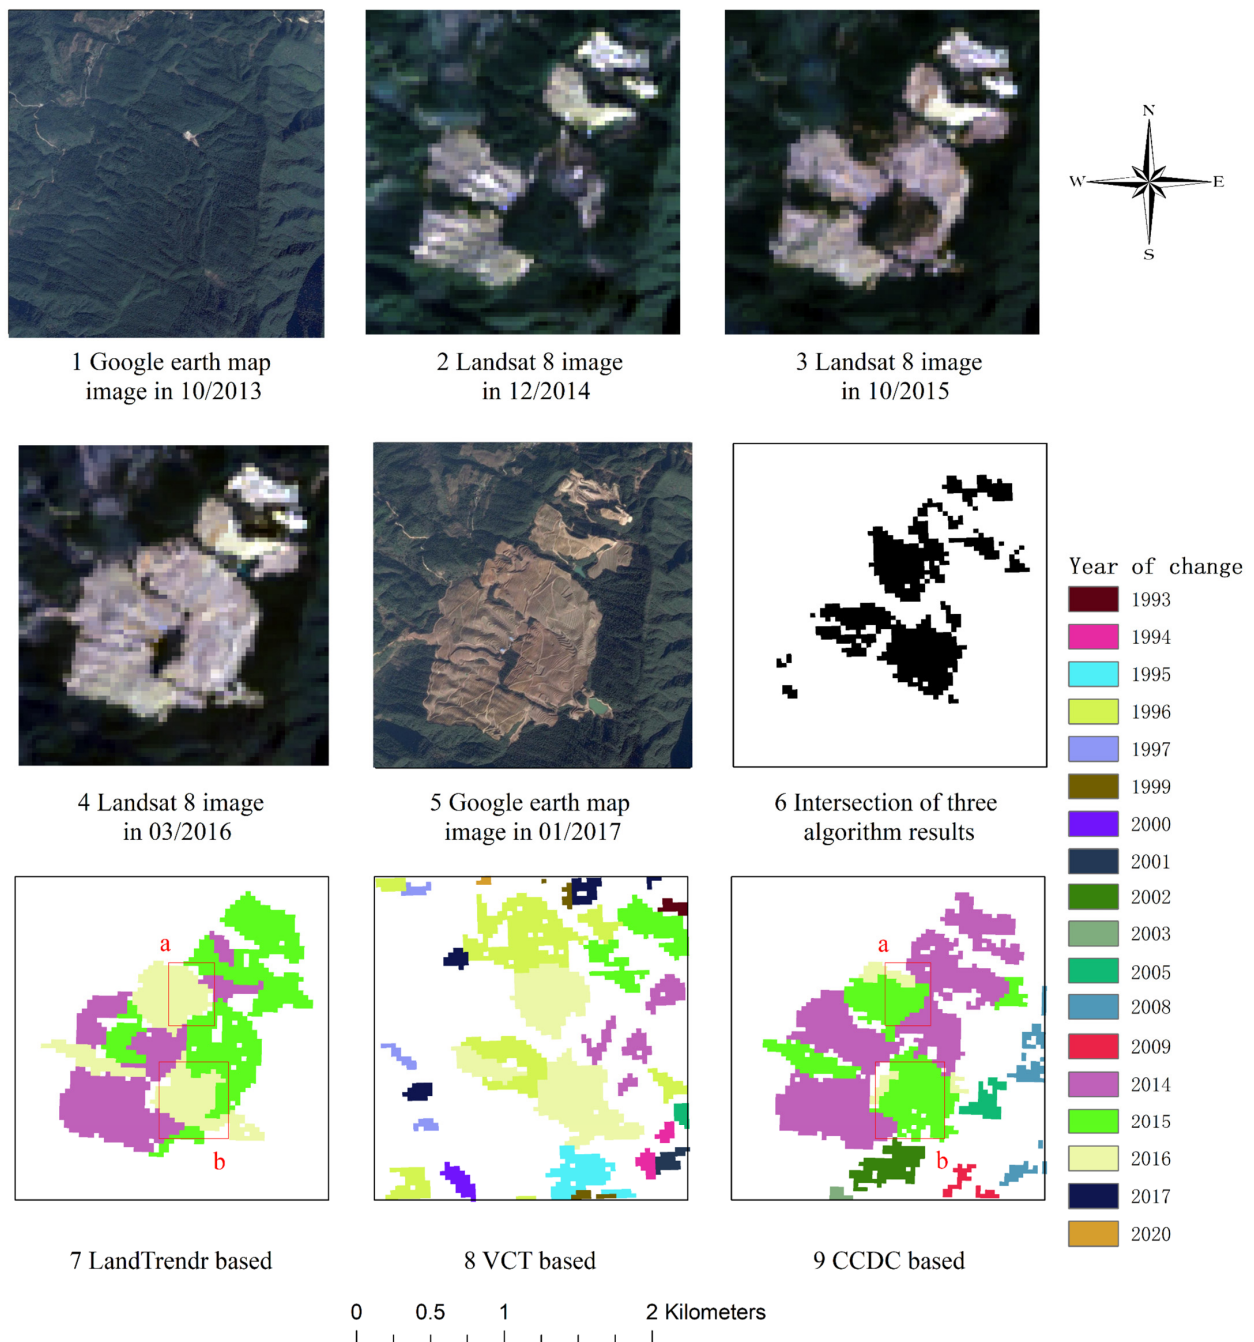 N
W
E
S
1 Google earth map
image in 10/2013
2 Landsat 8 image
in 12/2014
3 Landsat 8 image
in 10/2015
4 Landsat 8 image
in 03/2016
5 Google earth map
image in 01/2017
6 Intersection of three
algorithm results
Year of change
1993
1994
1995
1996
1997
1999
2000
2001
2002
2003
2005
2008
2009
2014
2015
2016
2017
2020
a
b
a
b
7 LandTrendr based
8 VCT based
9 CCDC based
0 0.5 1 2 Kilometers